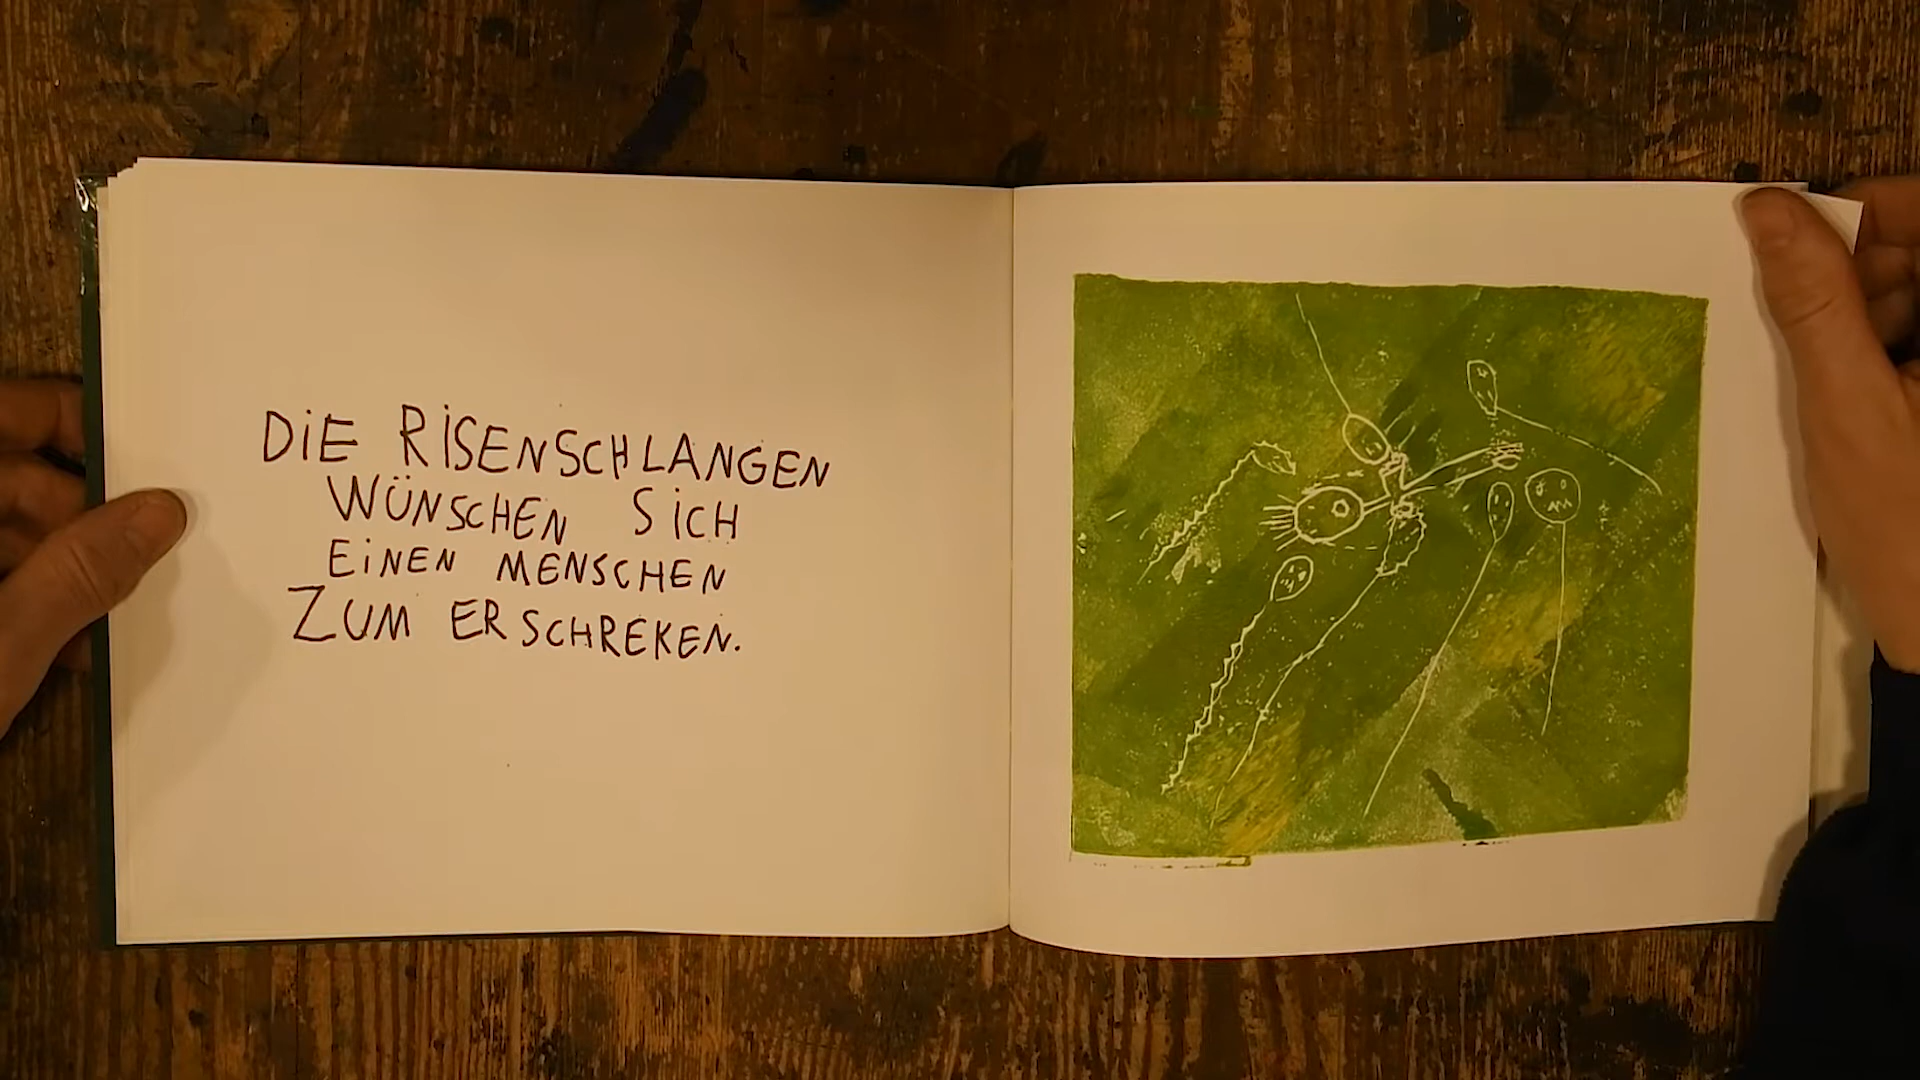 DiE RiSENSCHLANGEN
WÜNSCHEN SiCH
EiNEN MENSCHEN
ZUM ERSCHREKEN.